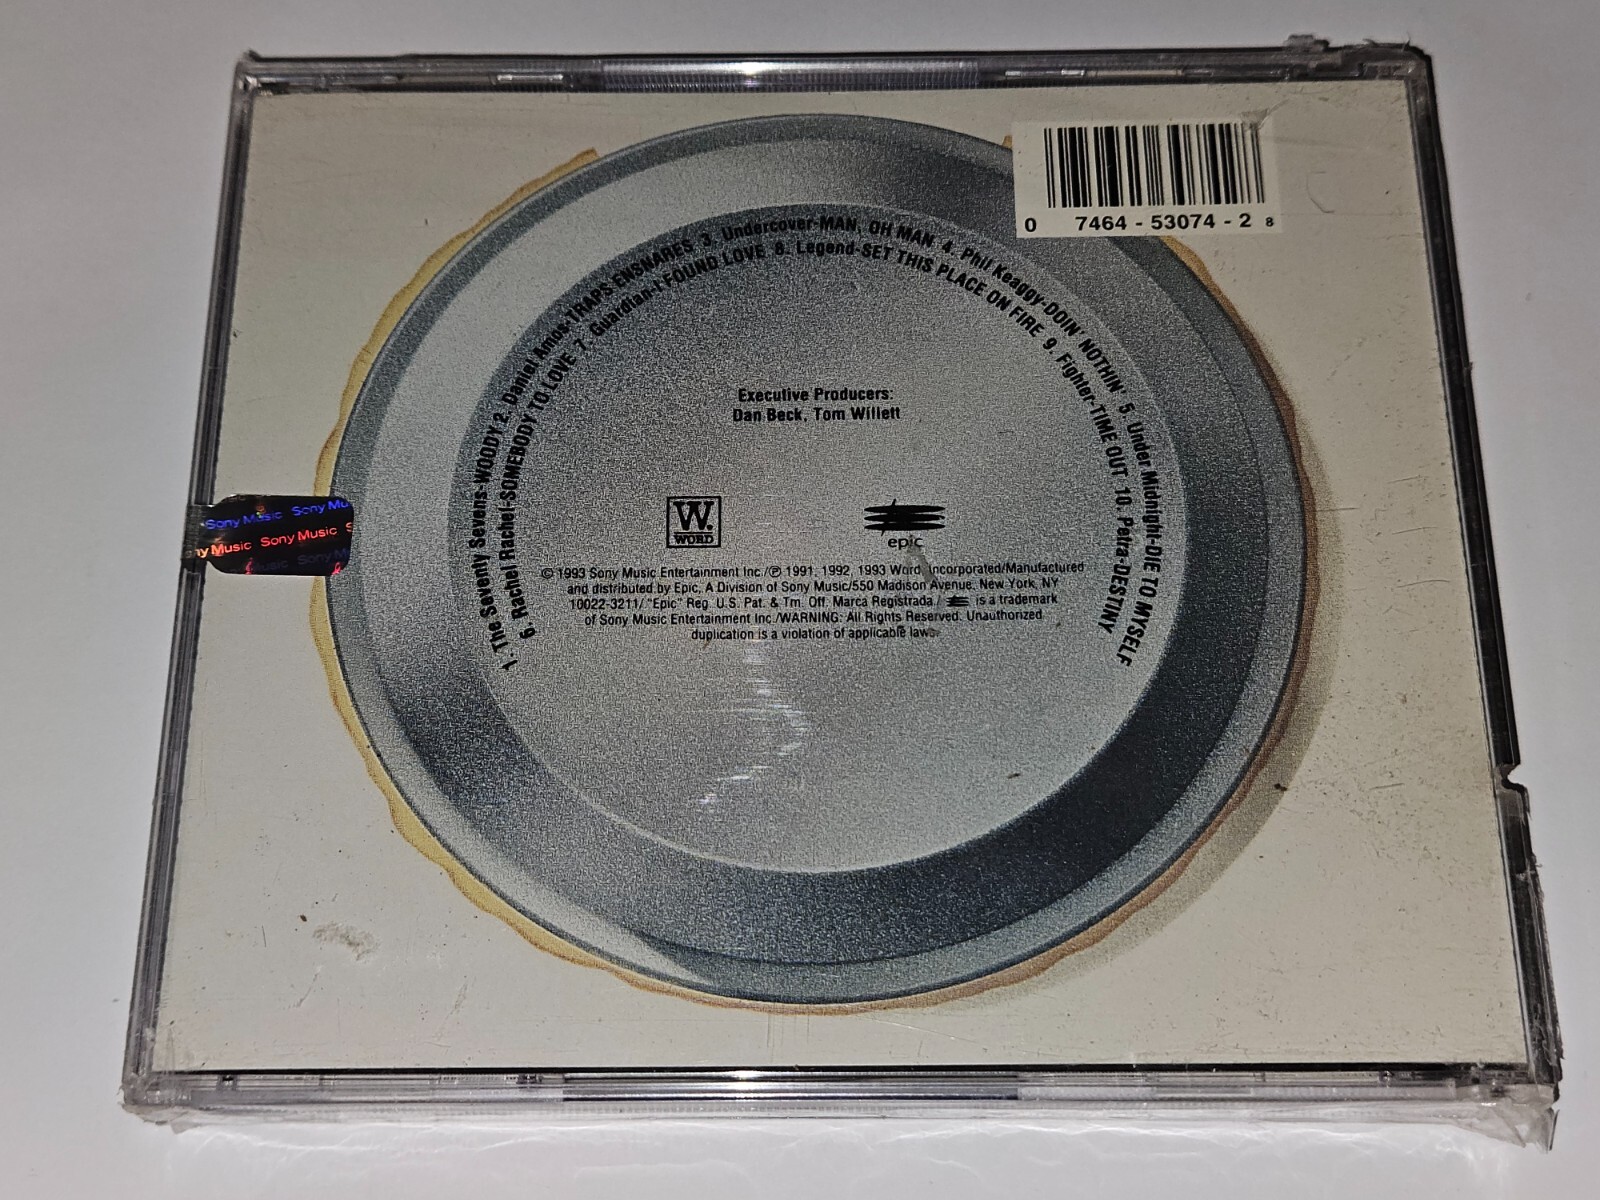 0 7464-53074-2 8
1. The Seventy Sevens-WOODY 2. Daniel Amos-TRAPS ENSNARES 3. Undercover-MAN, OH MAN 4. Phil Keaggy-DOIN' NOTHIN' 5. Under Midnight-DIE TO MYSELF
6. Rachel Rachel-SOMEBODY TO LOVE 7. Guardian-I FOUND LOVE 8. Legend-SET THIS PLACE ON FIRE 9. Fighter-TIME OUT 10. Petra-DESTINY
Executive Producers:
Dan Beck, Tom Willett
W.
WORD
epic
© 1993 Sony Music Entertainment Inc./℗ 1991, 1992, 1993 Word, Incorporated/Manufactured
and distributed by Epic, A Division of Sony Music/550 Madison Avenue, New York, NY
10022-3211/ "Epic" Reg. U.S. Pat. & Tm. Off. Marca Registrada./ is a trademark
of Sony Music Entertainment Inc./WARNING: All Rights Reserved. Unauthorized
duplication is a violation of applicable laws.
Sony Music Sony Mu
ny Music Sony Music S
usic Sony M